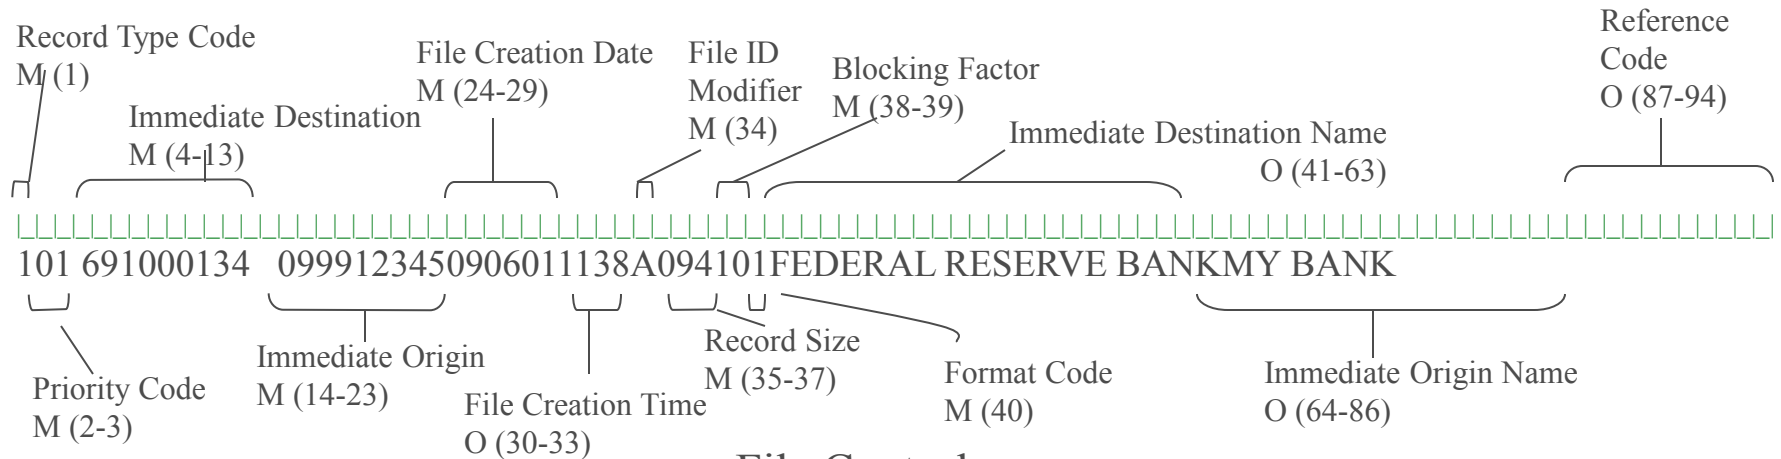 Record Type Code
M (1)
Immediate Destination
M (4-13)
File Creation Date
M (24-29)
File ID
Modifier
M (34)
Blocking Factor
M (38-39)
Immediate Destination Name
O (41-63)
Reference
Code
O (87-94)
101 691000134 0999123450906011138A094101FEDERAL RESERVE BANKMY BANK
Priority Code
M (2-3)
Immediate Origin
M (14-23)
File Creation Time
O (30-33)
Record Size
M (35-37)
Format Code
M (40)
Immediate Origin Name
O (64-86)